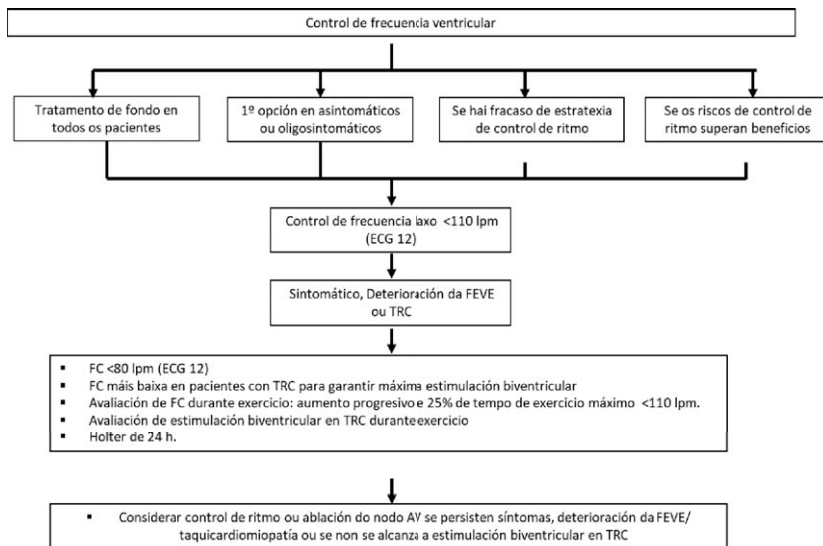 Control de frecuencia ventricular
Tratamento de fondo en
todos os pacientes
1º opción en asintomáticos
ou oligosintomáticos
Se hai fracaso de estratexia
de control de ritmo
Se os riscos de control de
ritmo superan beneficios
Control de frecuencia laxo <110 lpm
(ECG 12)
Sintomático, Deterioración da FEVE
ou TRC
▪ FC <80 lpm (ECG 12)
▪ FC máis baixa en pacientes con TRC para garantir máxima estimulación biventricular
▪ Avaliación de FC durante exercicio: aumento progresivo e 25% de tempo de exercicio máximo <110 lpm.
▪ Avaliación de estimulación biventricular en TRC durante exercicio
▪ Holter de 24 h.
▪ Considerar control de ritmo ou ablación do nodo AV se persisten síntomas, deterioración da FEVE/
taquicardiomiopatía ou se non se alcanza a estimulación biventricular en TRC